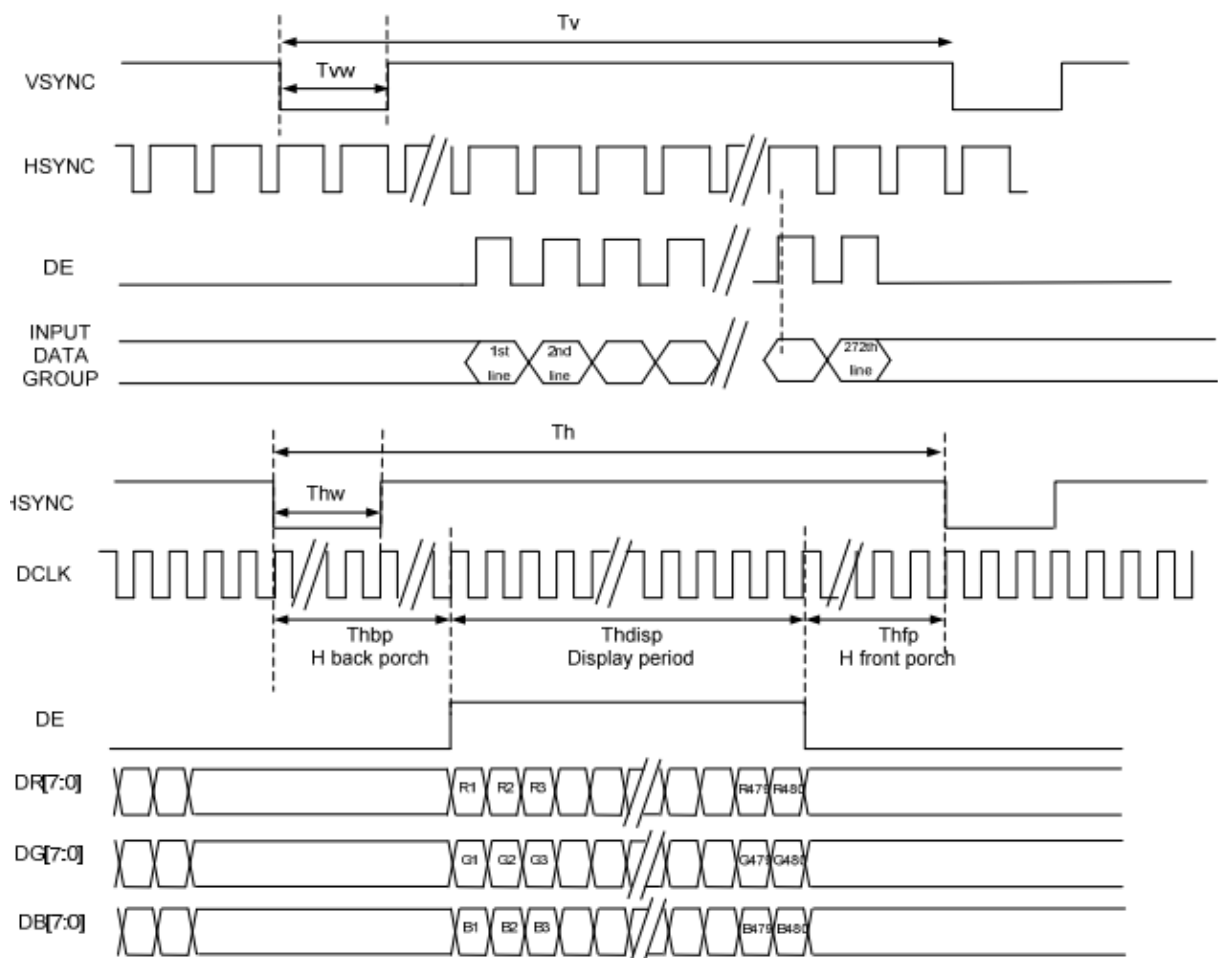 Tv
VSYNC
Tvw
HSYNC
DE
INPUT
DATA
GROUP
1st
line
2nd
line
272th
line
Th
HSYNC
Thw
DCLK
Thbp
H back porch
Thdisp
Display period
Thfp
H front porch
DE
DR[7:0]
R1 R2 R3 R479 R480
DG[7:0]
G1 G2 G3 G479 G480
DB[7:0]
B1 B2 B3 B479 B480